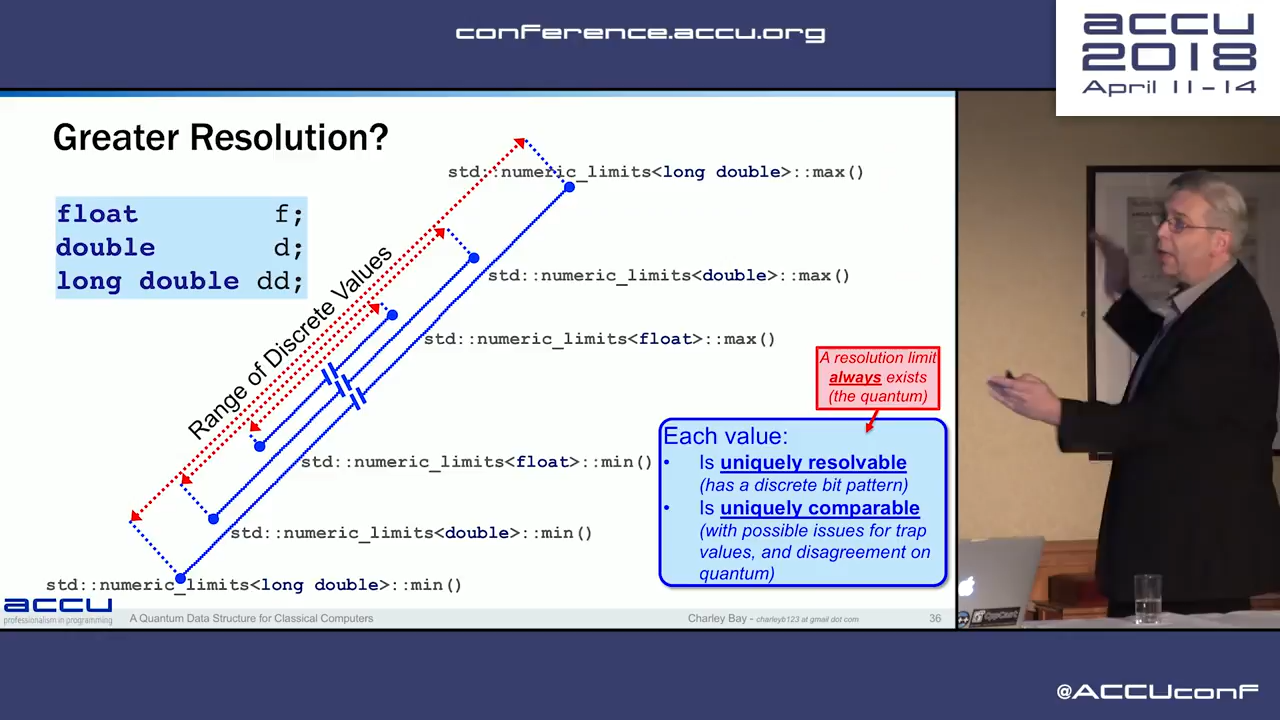 conference.accu.org
accu
2018
April 11-14
Greater Resolution?
float f;
double d;
long double dd;
Range of Discrete Values
std::numeric_limits<long double>::max()
std::numeric_limits<double>::max()
std::numeric_limits<float>::max()
std::numeric_limits<float>::min()
std::numeric_limits<double>::min()
std::numeric_limits<long double>::min()
A resolution limit
always exists
(the quantum)
Each value:
• Is uniquely resolvable
(has a discrete bit pattern)
• Is uniquely comparable
(with possible issues for trap
values, and disagreement on
quantum)
accu
professionalism in programming
A Quantum Data Structure for Classical Computers
Charley Bay - charleyb123 at gmail dot com
36
@ACCUconf